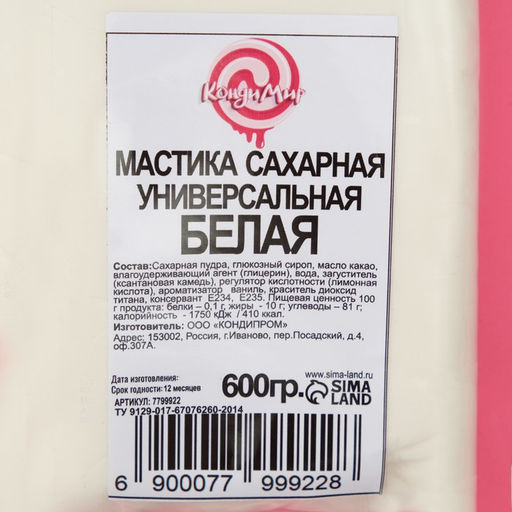 КондиМир
МАСТИКА САХАРНАЯ
УНИВЕРСАЛЬНАЯ
БЕЛАЯ
Состав:Сахарная пудра, глюкозный сироп, масло какао,
влагоудерживающий агент (глицерин), вода, загуститель
(ксантановая камедь), регулятор кислотности (лимонная
кислота), ароматизатор ваниль, краситель диоксид
титана, консервант Е234, Е235. Пищевая ценность 100
г продукта: белки – 0,1 г, жиры - 10 г; углеводы – 81 г;
калорийность - 1750 кДж / 410 ккал.
Изготовитель: ООО «КОНДИПРОМ»
Адрес: 153002, Россия, г.Иваново, пер.Посадский, д.4,
оф.307А.
www.sima-land.ru
Дата изготовления:
Срок годности: 12 месяцев
600гр. SIMA LAND
АРТИКУЛ: 7799922
ТУ 9129-017-67076260-2014
6 900077 999228